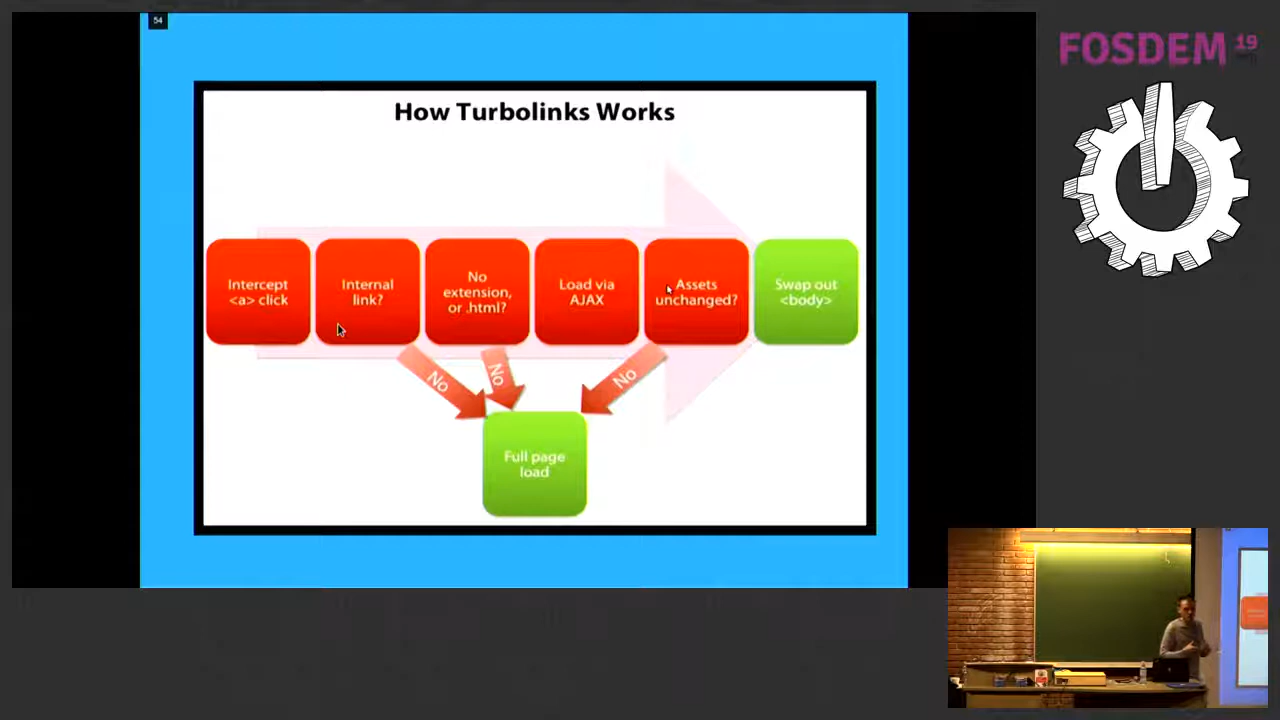 54
FOSDEM 19
How Turbolinks Works
Intercept
<a> click
Internal
link?
No
extension,
or .html?
Load via
AJAX
Assets
unchanged?
Swap out
<body>
No
No
No
Full page
load